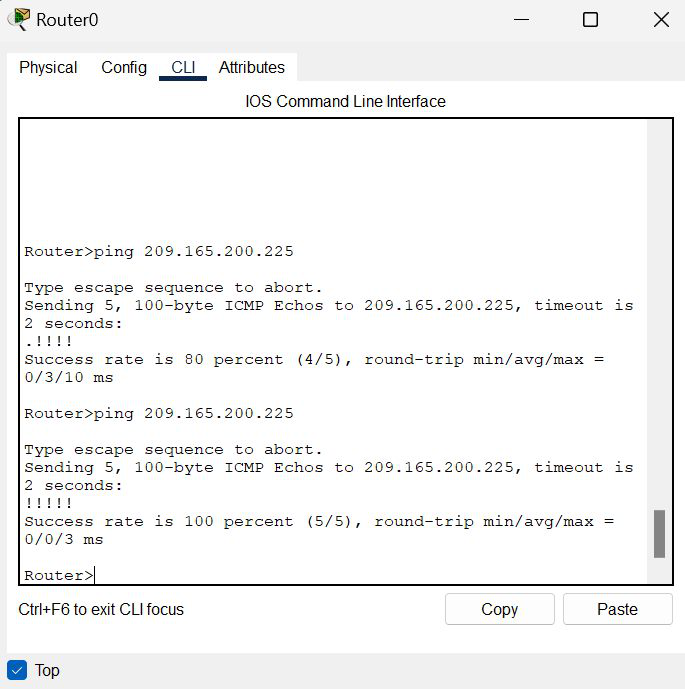 Router0
Physical Config CLI Attributes
IOS Command Line Interface
Router>ping 209.165.200.225
Type escape sequence to abort.
Sending 5, 100-byte ICMP Echos to 209.165.200.225, timeout is
2 seconds:
.!!!!
Success rate is 80 percent (4/5), round-trip min/avg/max =
0/3/10 ms
Router>ping 209.165.200.225
Type escape sequence to abort.
Sending 5, 100-byte ICMP Echos to 209.165.200.225, timeout is
2 seconds:
!!!!!
Success rate is 100 percent (5/5), round-trip min/avg/max =
0/0/3 ms
Router>
Ctrl+F6 to exit CLI focus
Copy Paste
Top